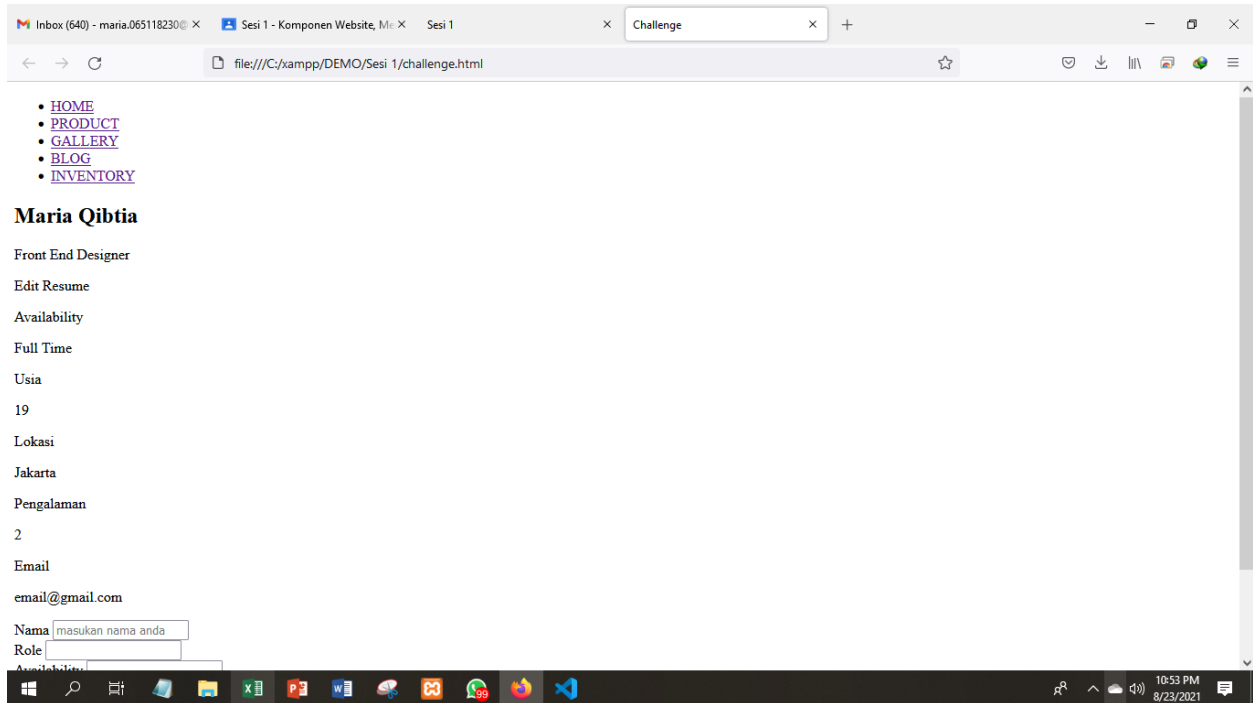 Inbox (640) - maria.065118230@
Sesi 1 - Komponen Website, Me
Sesi 1
Challenge
file:///C:/xampp/DEMO/Sesi 1/challenge.html
HOME
PRODUCT
GALLERY
BLOG
INVENTORY
Maria Qibtia
Front End Designer
Edit Resume
Availability
Full Time
Usia
19
Lokasi
Jakarta
Pengalaman
2
Email
email@gmail.com
Nama masukan nama anda
Role
Availability
99
10:53 PM
8/23/2021